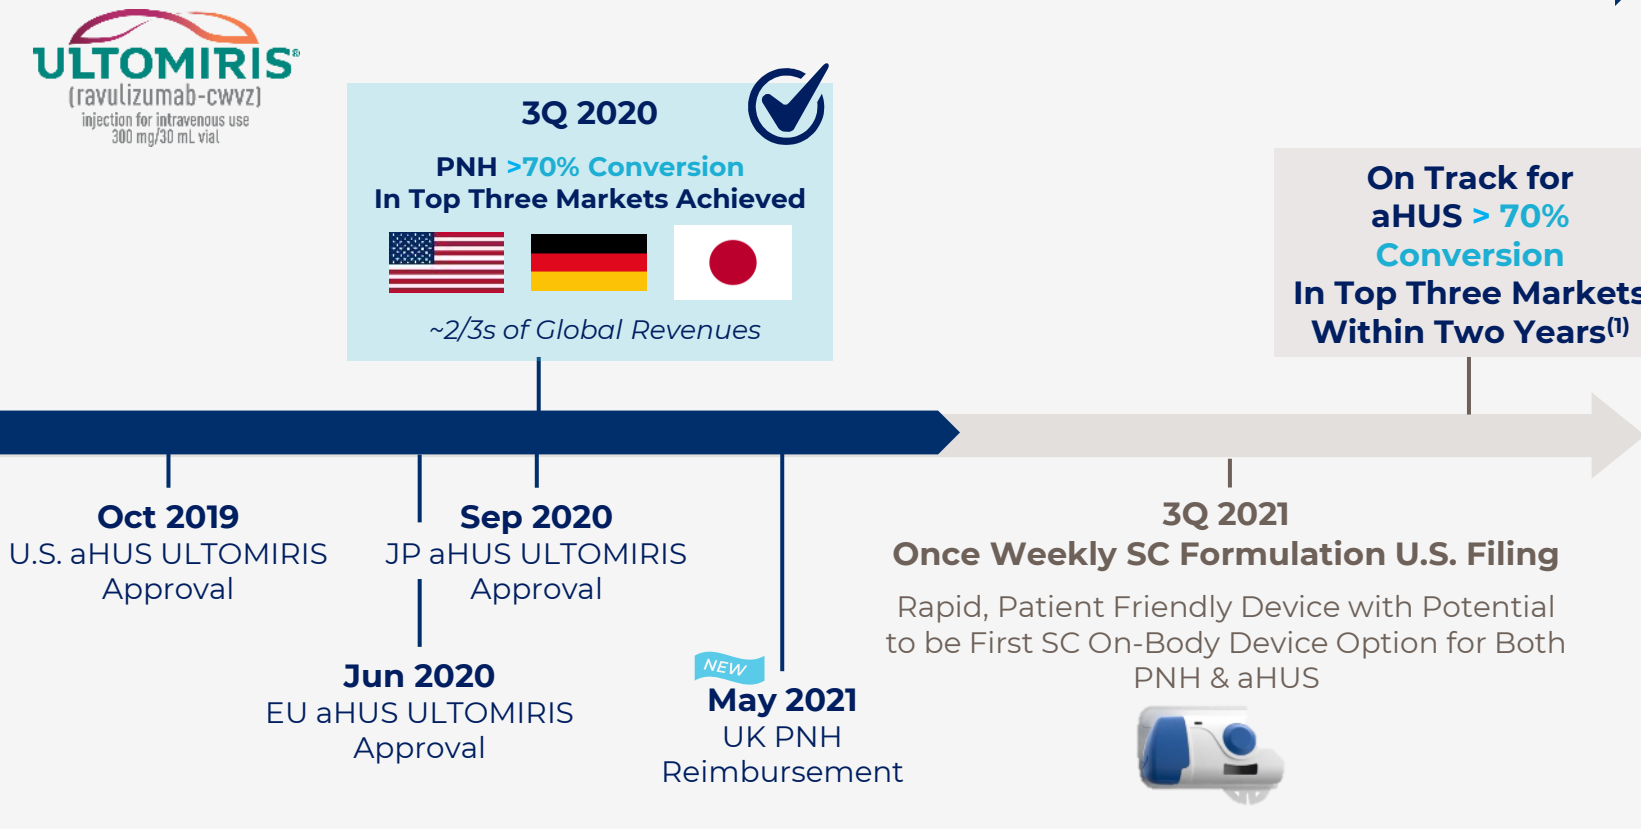 ULTOMIRIS®
(ravulizumab-cwvz)
injection for intravenous use
300 mg/30 mL vial
3Q 2020
PNH >70% Conversion
In Top Three Markets Achieved
~2/3s of Global Revenues
On Track for
aHUS > 70%
Conversion
In Top Three Markets
Within Two Years(1)
Oct 2019
U.S. aHUS ULTOMIRIS
Approval
Jun 2020
EU aHUS ULTOMIRIS
Approval
Sep 2020
JP aHUS ULTOMIRIS
Approval
NEW
May 2021
UK PNH
Reimbursement
3Q 2021
Once Weekly SC Formulation U.S. Filing
Rapid, Patient Friendly Device with Potential
to be First SC On-Body Device Option for Both
PNH & aHUS